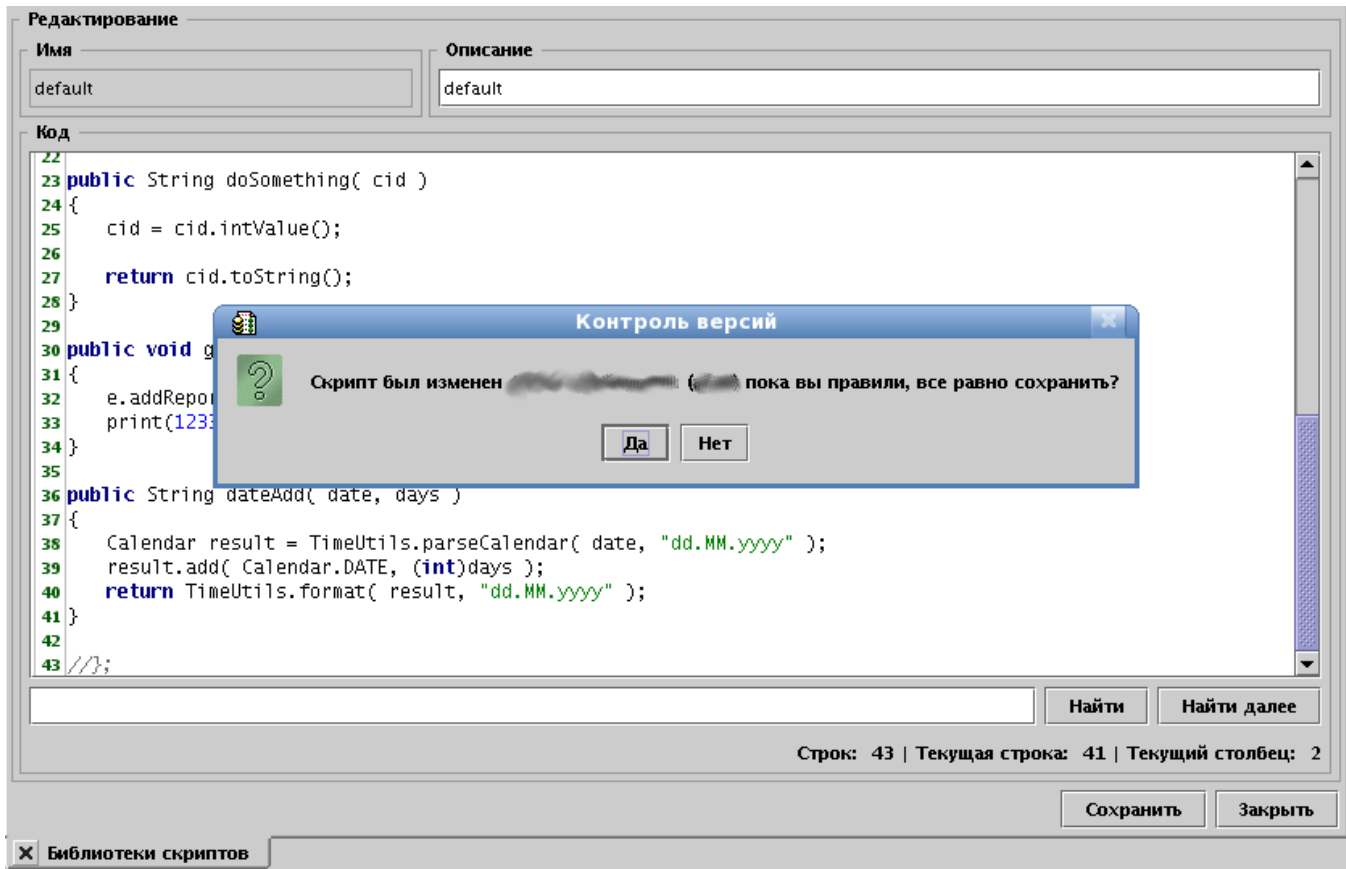 Редактирование
Имя
Описание
default
default
Код
22
23 public String doSomething( cid )
24 {
25 cid = cid.intValue();
26
27 return cid.toString();
28 }
29
30 public void g
31 {
32 e.addRepor
33 print(1233
34 }
35
36 public String dateAdd( date, days )
37 {
38 Calendar result = TimeUtils.parseCalendar( date, "dd.MM.yyyy" );
39 result.add( Calendar.DATE, (int)days );
40 return TimeUtils.format( result, "dd.MM.yyyy" );
41 }
42
43 //};
Контроль версий
Скрипт был изменен ( ) пока вы правили, все равно сохранить?
Да Нет
Найти Найти далее
Строк: 43 | Текущая строка: 41 | Текущий столбец: 2
Сохранить Закрыть
Библиотеки скриптов